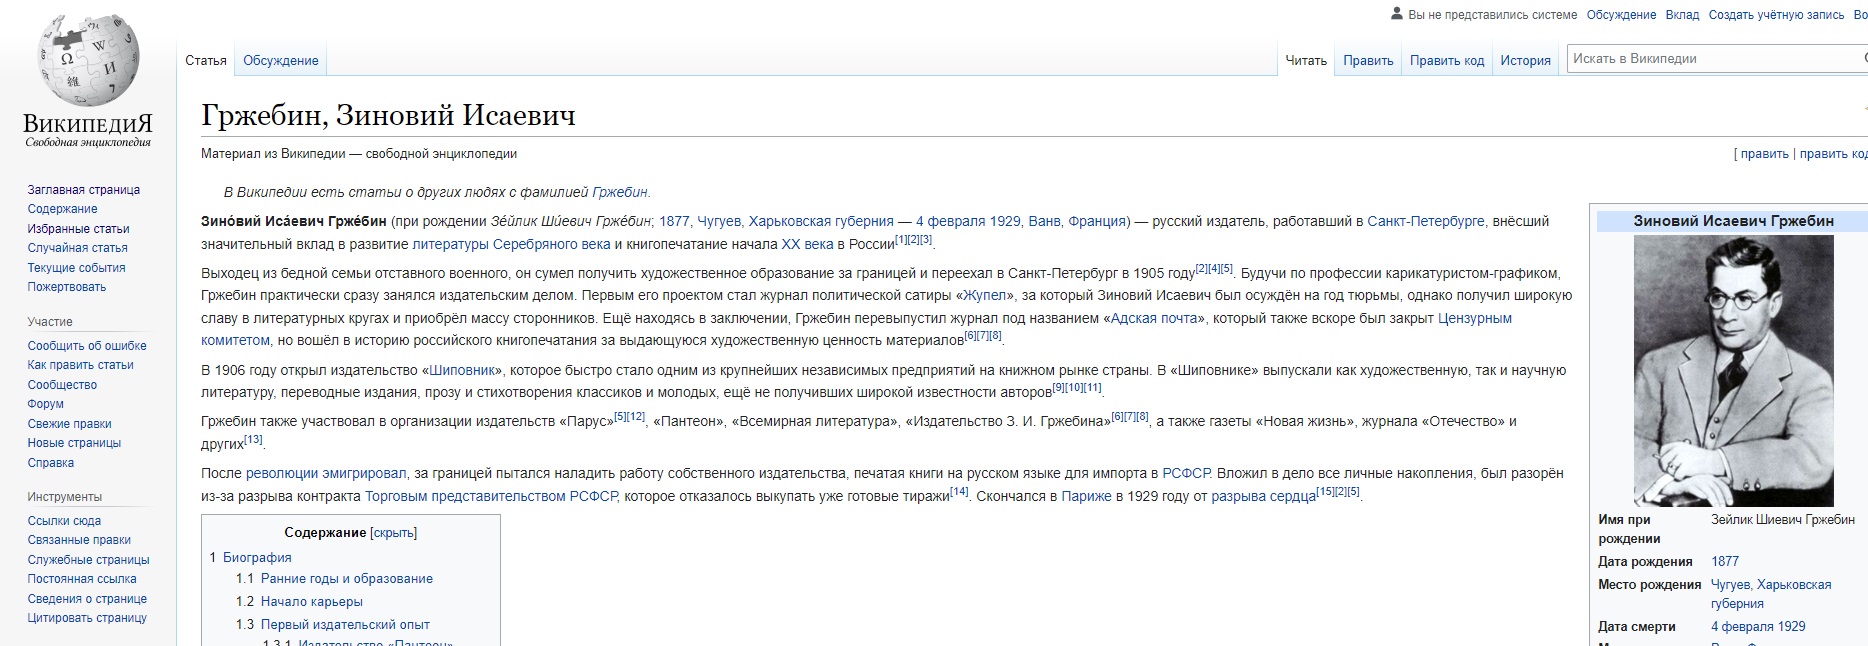 Вы не представились системе Обсуждение Вклад Создать учётную запись Во
Статья Обсуждение Читать Править Править код История Искать в Википедии
ВИКИПЕДИЯ
Свободная энциклопедия
Заглавная страница
Содержание
Избранные статьи
Случайная статья
Текущие события
Пожертвовать
Участие
Сообщить об ошибке
Как править статьи
Сообщество
Форум
Свежие правки
Новые страницы
Справка
Инструменты
Ссылки сюда
Связанные правки
Служебные страницы
Постоянная ссылка
Сведения о странице
Цитировать страницу
Гржебин, Зиновий Исаевич
Материал из Википедии — свободной энциклопедии
[ править | править код
В Википедии есть статьи о других людях с фамилией Гржебин.
Зино́вий Иса́евич Грже́бин (при рождении Зе́йлик Ши́евич Грже́бин; 1877, Чугуев, Харьковская губерния — 4 февраля 1929, Ванв, Франция) — русский издатель, работавший в Санкт-Петербурге, внёсший
значительный вклад в развитие литературы Серебряного века и книгопечатание начала XX века в России[1][2][3].
Выходец из бедной семьи отставного военного, он сумел получить художественное образование за границей и переехал в Санкт-Петербург в 1905 году[2][4][5]. Будучи по профессии карикатуристом-графиком,
Гржебин практически сразу занялся издательским делом. Первым его проектом стал журнал политической сатиры «Жупел», за который Зиновий Исаевич был осуждён на год тюрьмы, однако получил широкую
славу в литературных кругах и приобрёл массу сторонников. Ещё находясь в заключении, Гржебин перевыпустил журнал под названием «Адская почта», который также вскоре был закрыт Цензурным
комитетом, но вошёл в историю российского книгопечатания за выдающуюся художественную ценность материалов[6][7][8].
В 1906 году открыл издательство «Шиповник», которое быстро стало одним из крупнейших независимых предприятий на книжном рынке страны. В «Шиповнике» выпускали как художественную, так и научную
литературу, переводные издания, прозу и стихотворения классиков и молодых, ещё не получивших широкой известности авторов[9][10][11].
Гржебин также участвовал в организации издательств «Парус»[5][12], «Пантеон», «Всемирная литература», «Издательство З. И. Гржебина»[6][7][8], а также газеты «Новая жизнь», журнала «Отечество» и
других[13].
После революции эмигрировал, за границей пытался наладить работу собственного издательства, печатая книги на русском языке для импорта в РСФСР. Вложил в дело все личные накопления, был разорён
из-за разрыва контракта Торговым представительством РСФСР, которое отказалось выкупать уже готовые тиражи[14]. Скончался в Париже в 1929 году от разрыва сердца[15][2][5].
Содержание [скрыть]
1 Биография
1.1 Ранние годы и образование
1.2 Начало карьеры
1.3 Первый издательский опыт
1.3.1 Издательство «Пантеон»
Зиновий Исаевич Гржебин
Имя при Зейлик Шиевич Гржебин
рождении
Дата рождения 1877
Место рождения Чугуев, Харьковская
губерния
Дата смерти 4 февраля 1929